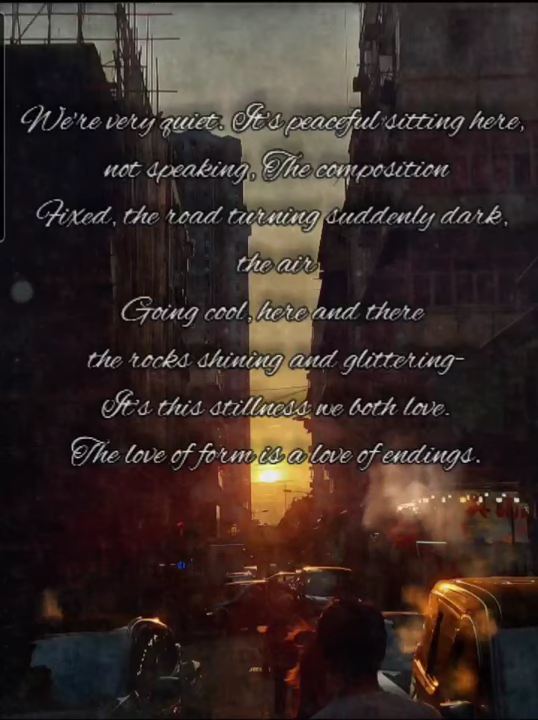 We're very quiet. It's peaceful sitting here,
not speaking, The composition
Fixed, the road turning suddenly dark,
the air
Going cool, here and there
the rocks shining and glittering-
It's this stillness we both love.
The love of form is a love of endings.